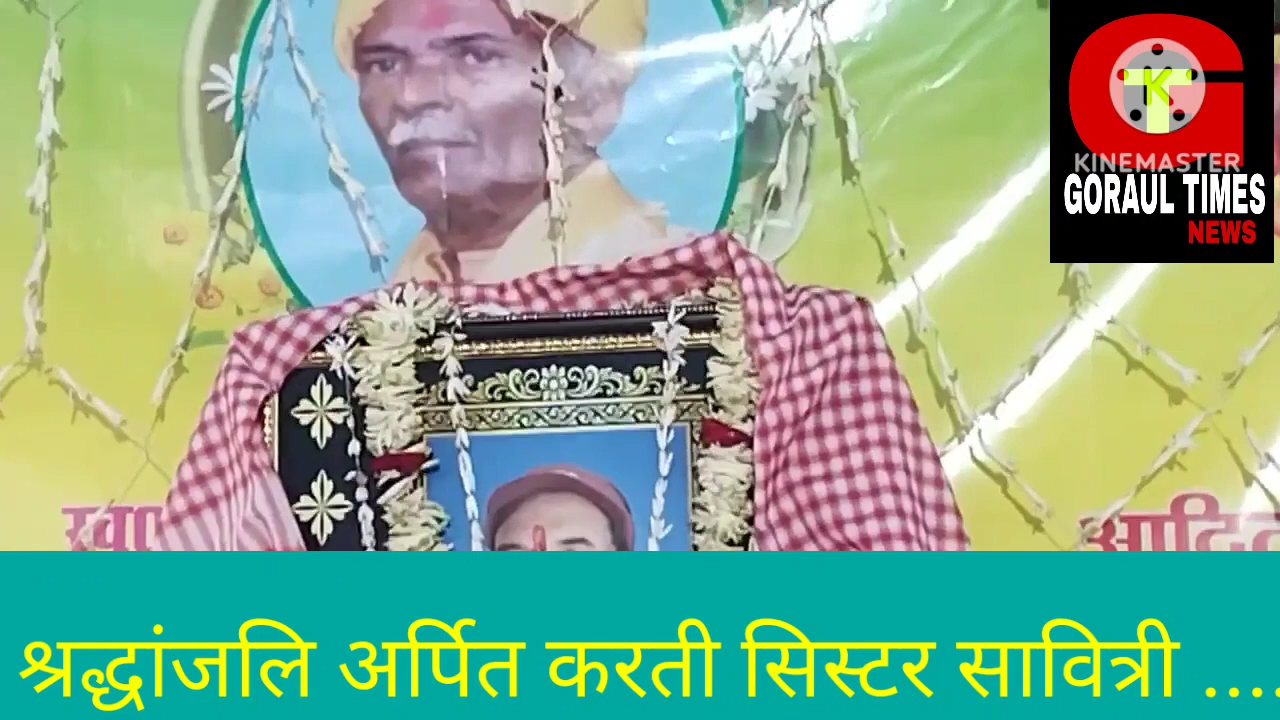 KINEMASTER
GORAUL TIMES
NEWS
श्रद्धांजलि अर्पित करती सिस्टर सावित्री ....